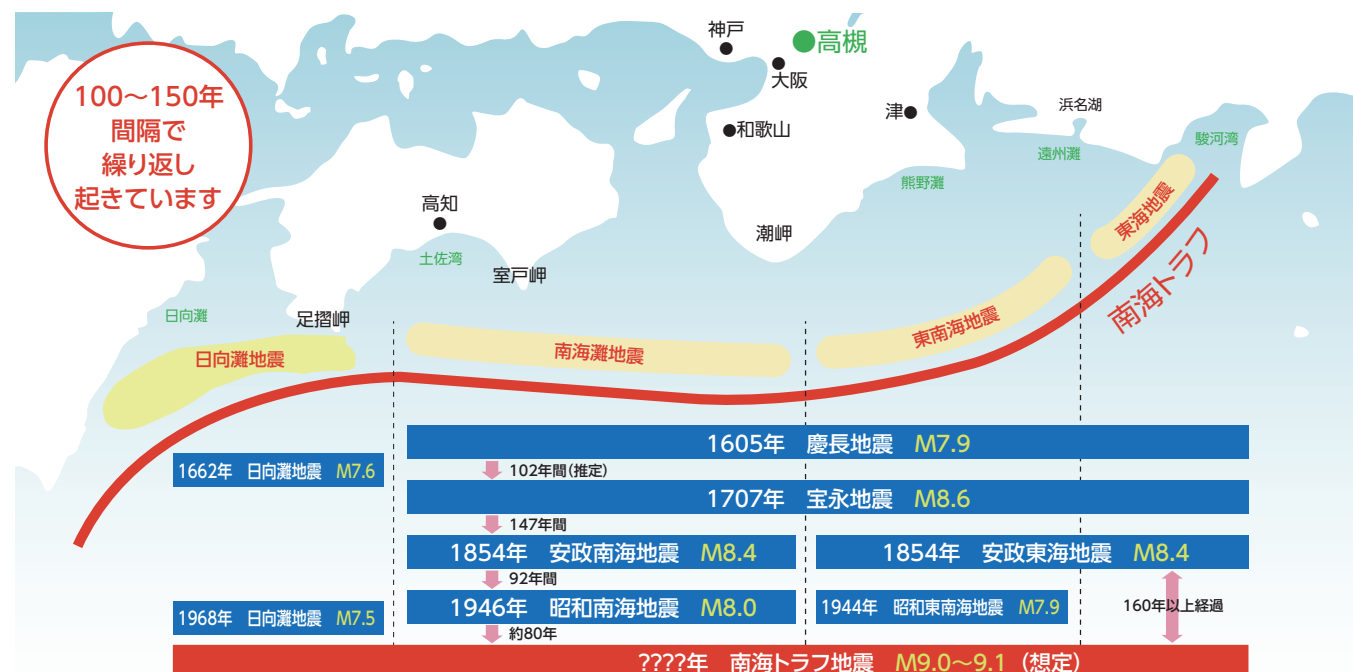 100～150年
間隔で
繰り返し
起きています
神戸
高槻
大阪
和歌山
津
浜名湖
遠州灘
駿河湾
熊野灘
潮岬
高知
土佐湾
室戸岬
足摺岬
日向灘
日向灘地震
南海灘地震
東南海地震
東海地震
南海トラフ
1605年 慶長地震 M7.9
1662年 日向灘地震 M7.6
102年間(推定)
1707年 宝永地震 M8.6
147年間
1854年 安政南海地震 M8.4
1854年 安政東海地震 M8.4
92年間
1946年 昭和南海地震 M8.0
1944年 昭和東南海地震 M7.9
160年以上経過
1968年 日向灘地震 M7.5
約80年
????年 南海トラフ地震 M9.0～9.1（想定）